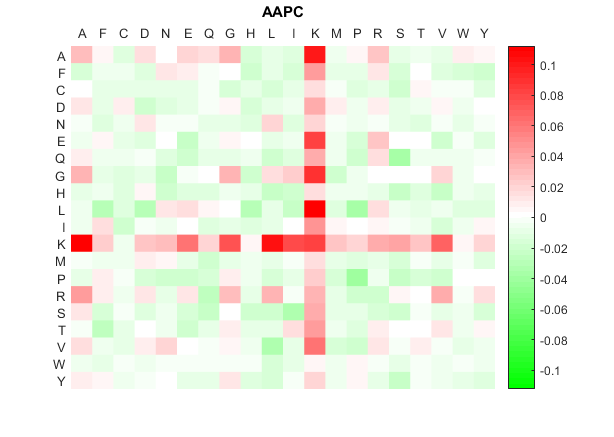 AAPC
A F C D N E Q G H L I K M P R S T V W Y
A
F
C
D
N
E
Q
G
H
L
I
K
M
P
R
S
T
V
W
Y
0.1
0.08
0.06
0.04
0.02
0
-0.02
-0.04
-0.06
-0.08
-0.1